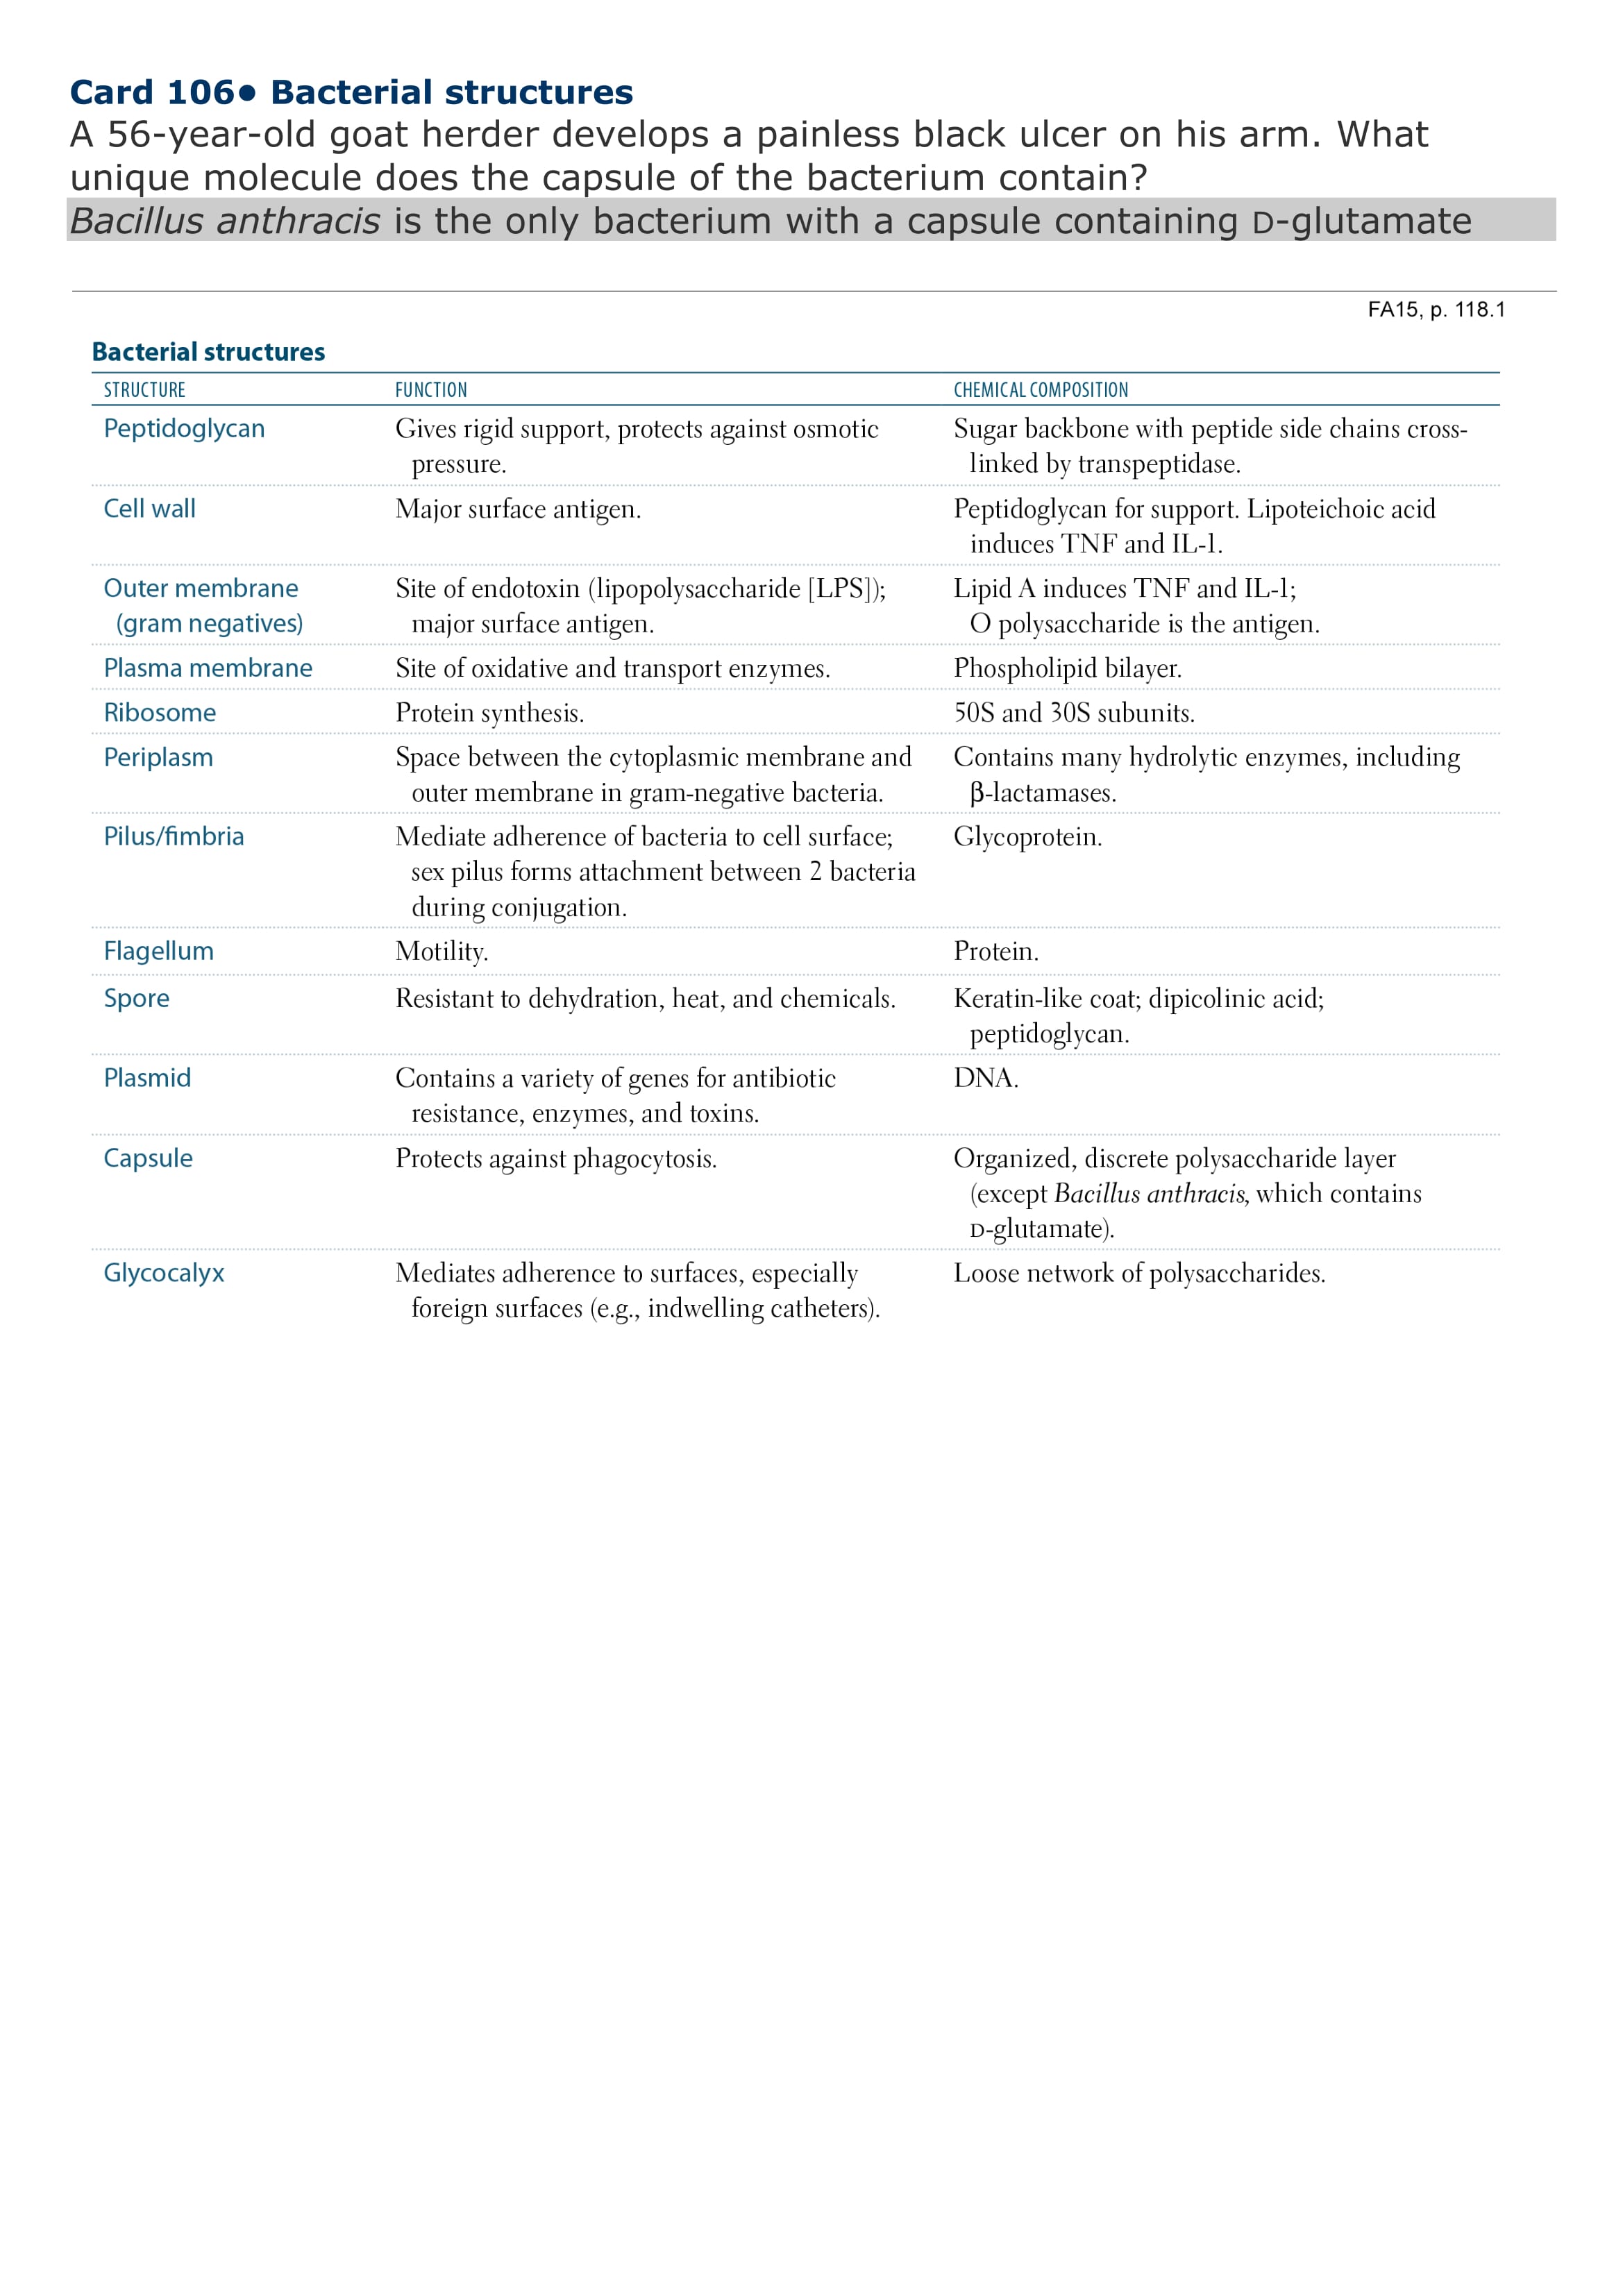 Card 106• Bacterial structures
A 56-year-old goat herder develops a painless black ulcer on his arm. What
unique molecule does the capsule of the bacterium contain?
Bacillus anthracis is the only bacterium with a capsule containing D-glutamate
FA15, p. 118.1
Bacterial structures
STRUCTURE FUNCTION CHEMICAL COMPOSITION
Peptidoglycan Gives rigid support, protects against osmotic Sugar backbone with peptide side chains cross-
pressure. linked by transpeptidase.
Cell wall Major surface antigen. Peptidoglycan for support. Lipoteichoic acid
induces TNF and IL-1.
Outer membrane Site of endotoxin (lipopolysaccharide [LPS]); Lipid A induces TNF and IL-1;
(gram negatives) major surface antigen. O polysaccharide is the antigen.
Plasma membrane Site of oxidative and transport enzymes. Phospholipid bilayer.
Ribosome Protein synthesis. 50S and 30S subunits.
Periplasm Space between the cytoplasmic membrane and Contains many hydrolytic enzymes, including
outer membrane in gram-negative bacteria. β-lactamases.
Pilus/fimbria Mediate adherence of bacteria to cell surface; Glycoprotein.
sex pilus forms attachment between 2 bacteria
during conjugation.
Flagellum Motility. Protein.
Spore Resistant to dehydration, heat, and chemicals. Keratin-like coat; dipicolinic acid;
peptidoglycan.
Plasmid Contains a variety of genes for antibiotic DNA.
resistance, enzymes, and toxins.
Capsule Protects against phagocytosis. Organized, discrete polysaccharide layer
(except Bacillus anthracis, which contains
D-glutamate).
Glycocalyx Mediates adherence to surfaces, especially Loose network of polysaccharides.
foreign surfaces (e.g., indwelling catheters).